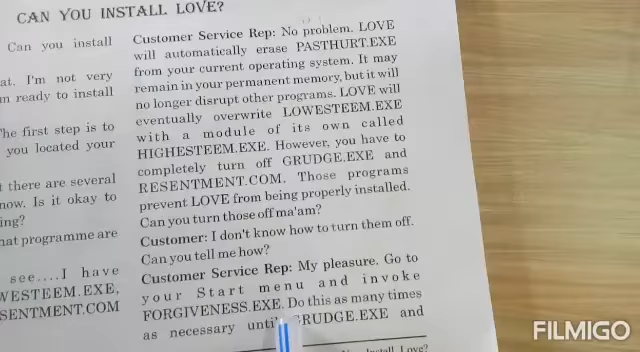 CAN YOU INSTALL LOVE?
Can you install
at. I'm not very
ready to install
The first step is to
you located your
there are several
now. Is it okay to
ing?
hat programme are
see....I have
WESTEEM.EXE,
SENTMENT.COM
Customer Service Rep: No problem. LOVE
will automatically erase PASTHURT.EXE
from your current operating system. It may
remain in your permanent memory, but it will
no longer disrupt other programs. LOVE will
eventually overwrite LOWESTEEM.EXE
with a module of its own called
HIGHESTEEM.EXE. However, you have to
completely turn off GRUDGE.EXE and
RESENTMENT.COM. Those programs
prevent LOVE from being properly installed.
Can you turn those off ma'am?
Customer: I don't know how to turn them off.
Can you tell me how?
Customer Service Rep: My pleasure. Go to
your Start menu and invoke
FORGIVENESS.EXE. Do this as many times
as necessary until GRUDGE.EXE and
Install Love?
FILMIGO